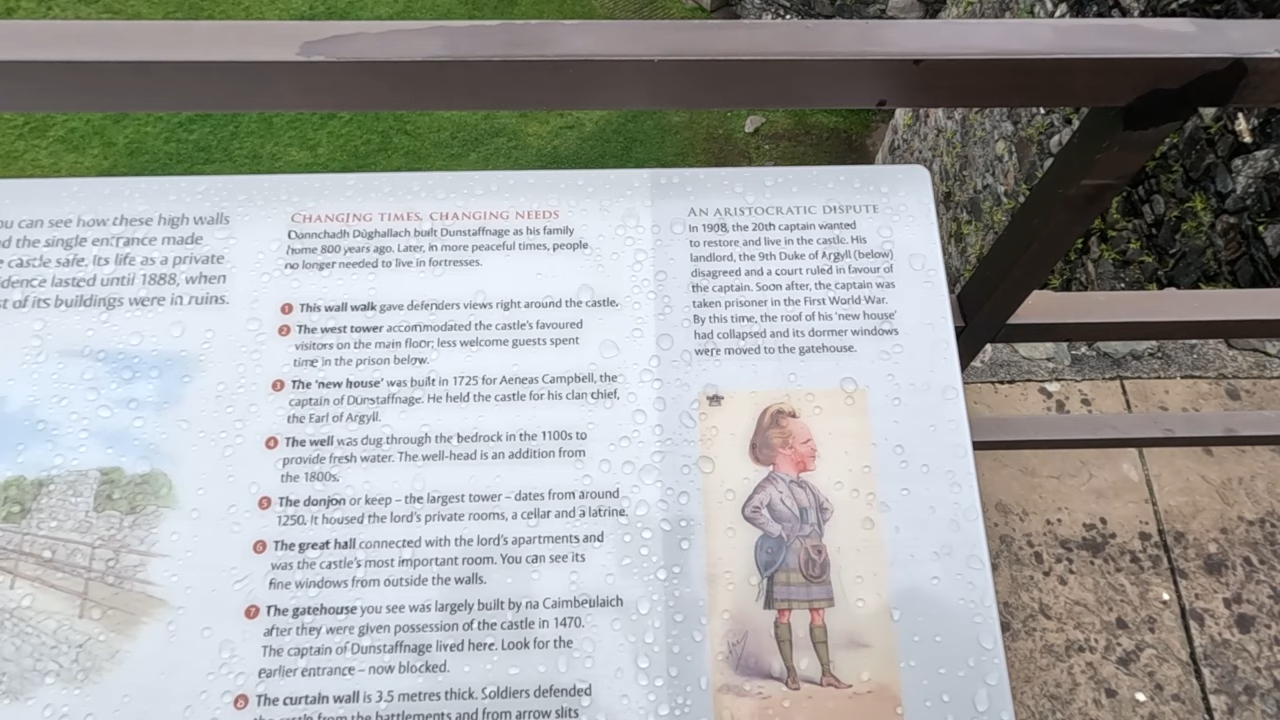 ou can see how these high walls
d the single entrance made
castle safe. Its life as a private
dence lasted until 1888, when
t of its buildings were in ruins.
CHANGING TIMES, CHANGING NEEDS
Donnchadh Dùghallach built Dunstaffnage as his family
home 800 years ago. Later, in more peaceful times, people
no longer needed to live in fortresses.
1 This wall walk gave defenders views right around the castle.
2 The west tower accommodated the castle's favoured
visitors on the main floor; less welcome guests spent
time in the prison below.
3 The 'new house' was built in 1725 for Aeneas Campbell, the
captain of Dunstaffnage. He held the castle for his clan chief,
the Earl of Argyll.
4 The well was dug through the bedrock in the 1100s to
provide fresh water. The well-head is an addition from
the 1800s.
5 The donjon or keep – the largest tower – dates from around
1250. It housed the lord's private rooms, a cellar and a latrine.
6 The great hall connected with the lord's apartments and
was the castle's most important room. You can see its
fine windows from outside the walls.
7 The gatehouse you see was largely built by na Caimbeulaich
after they were given possession of the castle in 1470.
The captain of Dunstaffnage lived here. Look for the
earlier entrance – now blocked.
8 The curtain wall is 3.5 metres thick. Soldiers defended
the castle from the battlements and from arrow slits
AN ARISTOCRATIC DISPUTE
In 1908, the 20th captain wanted
to restore and live in the castle. His
landlord, the 9th Duke of Argyll (below)
disagreed and a court ruled in favour of
the captain. Soon after, the captain was
taken prisoner in the First World War.
By this time, the roof of his 'new house'
had collapsed and its dormer windows
were moved to the gatehouse.